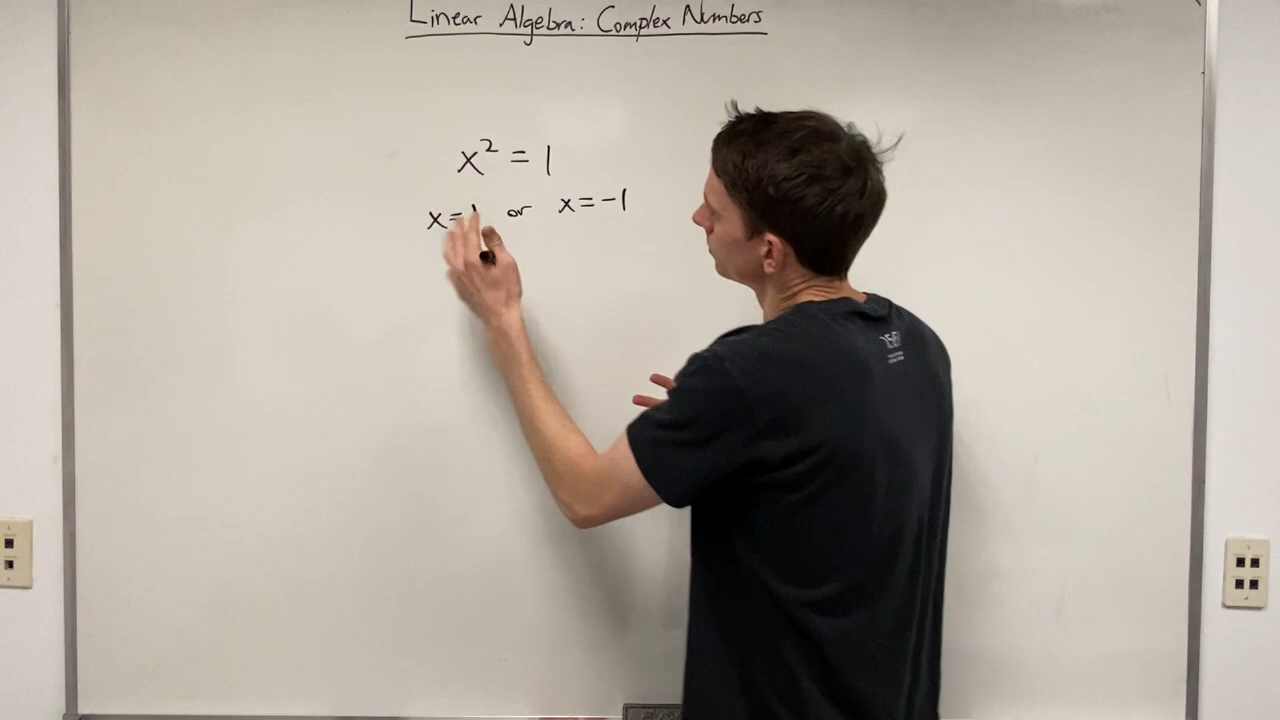 Linear Algebra: Complex Numbers
x² = 1
x=1 or x=-1